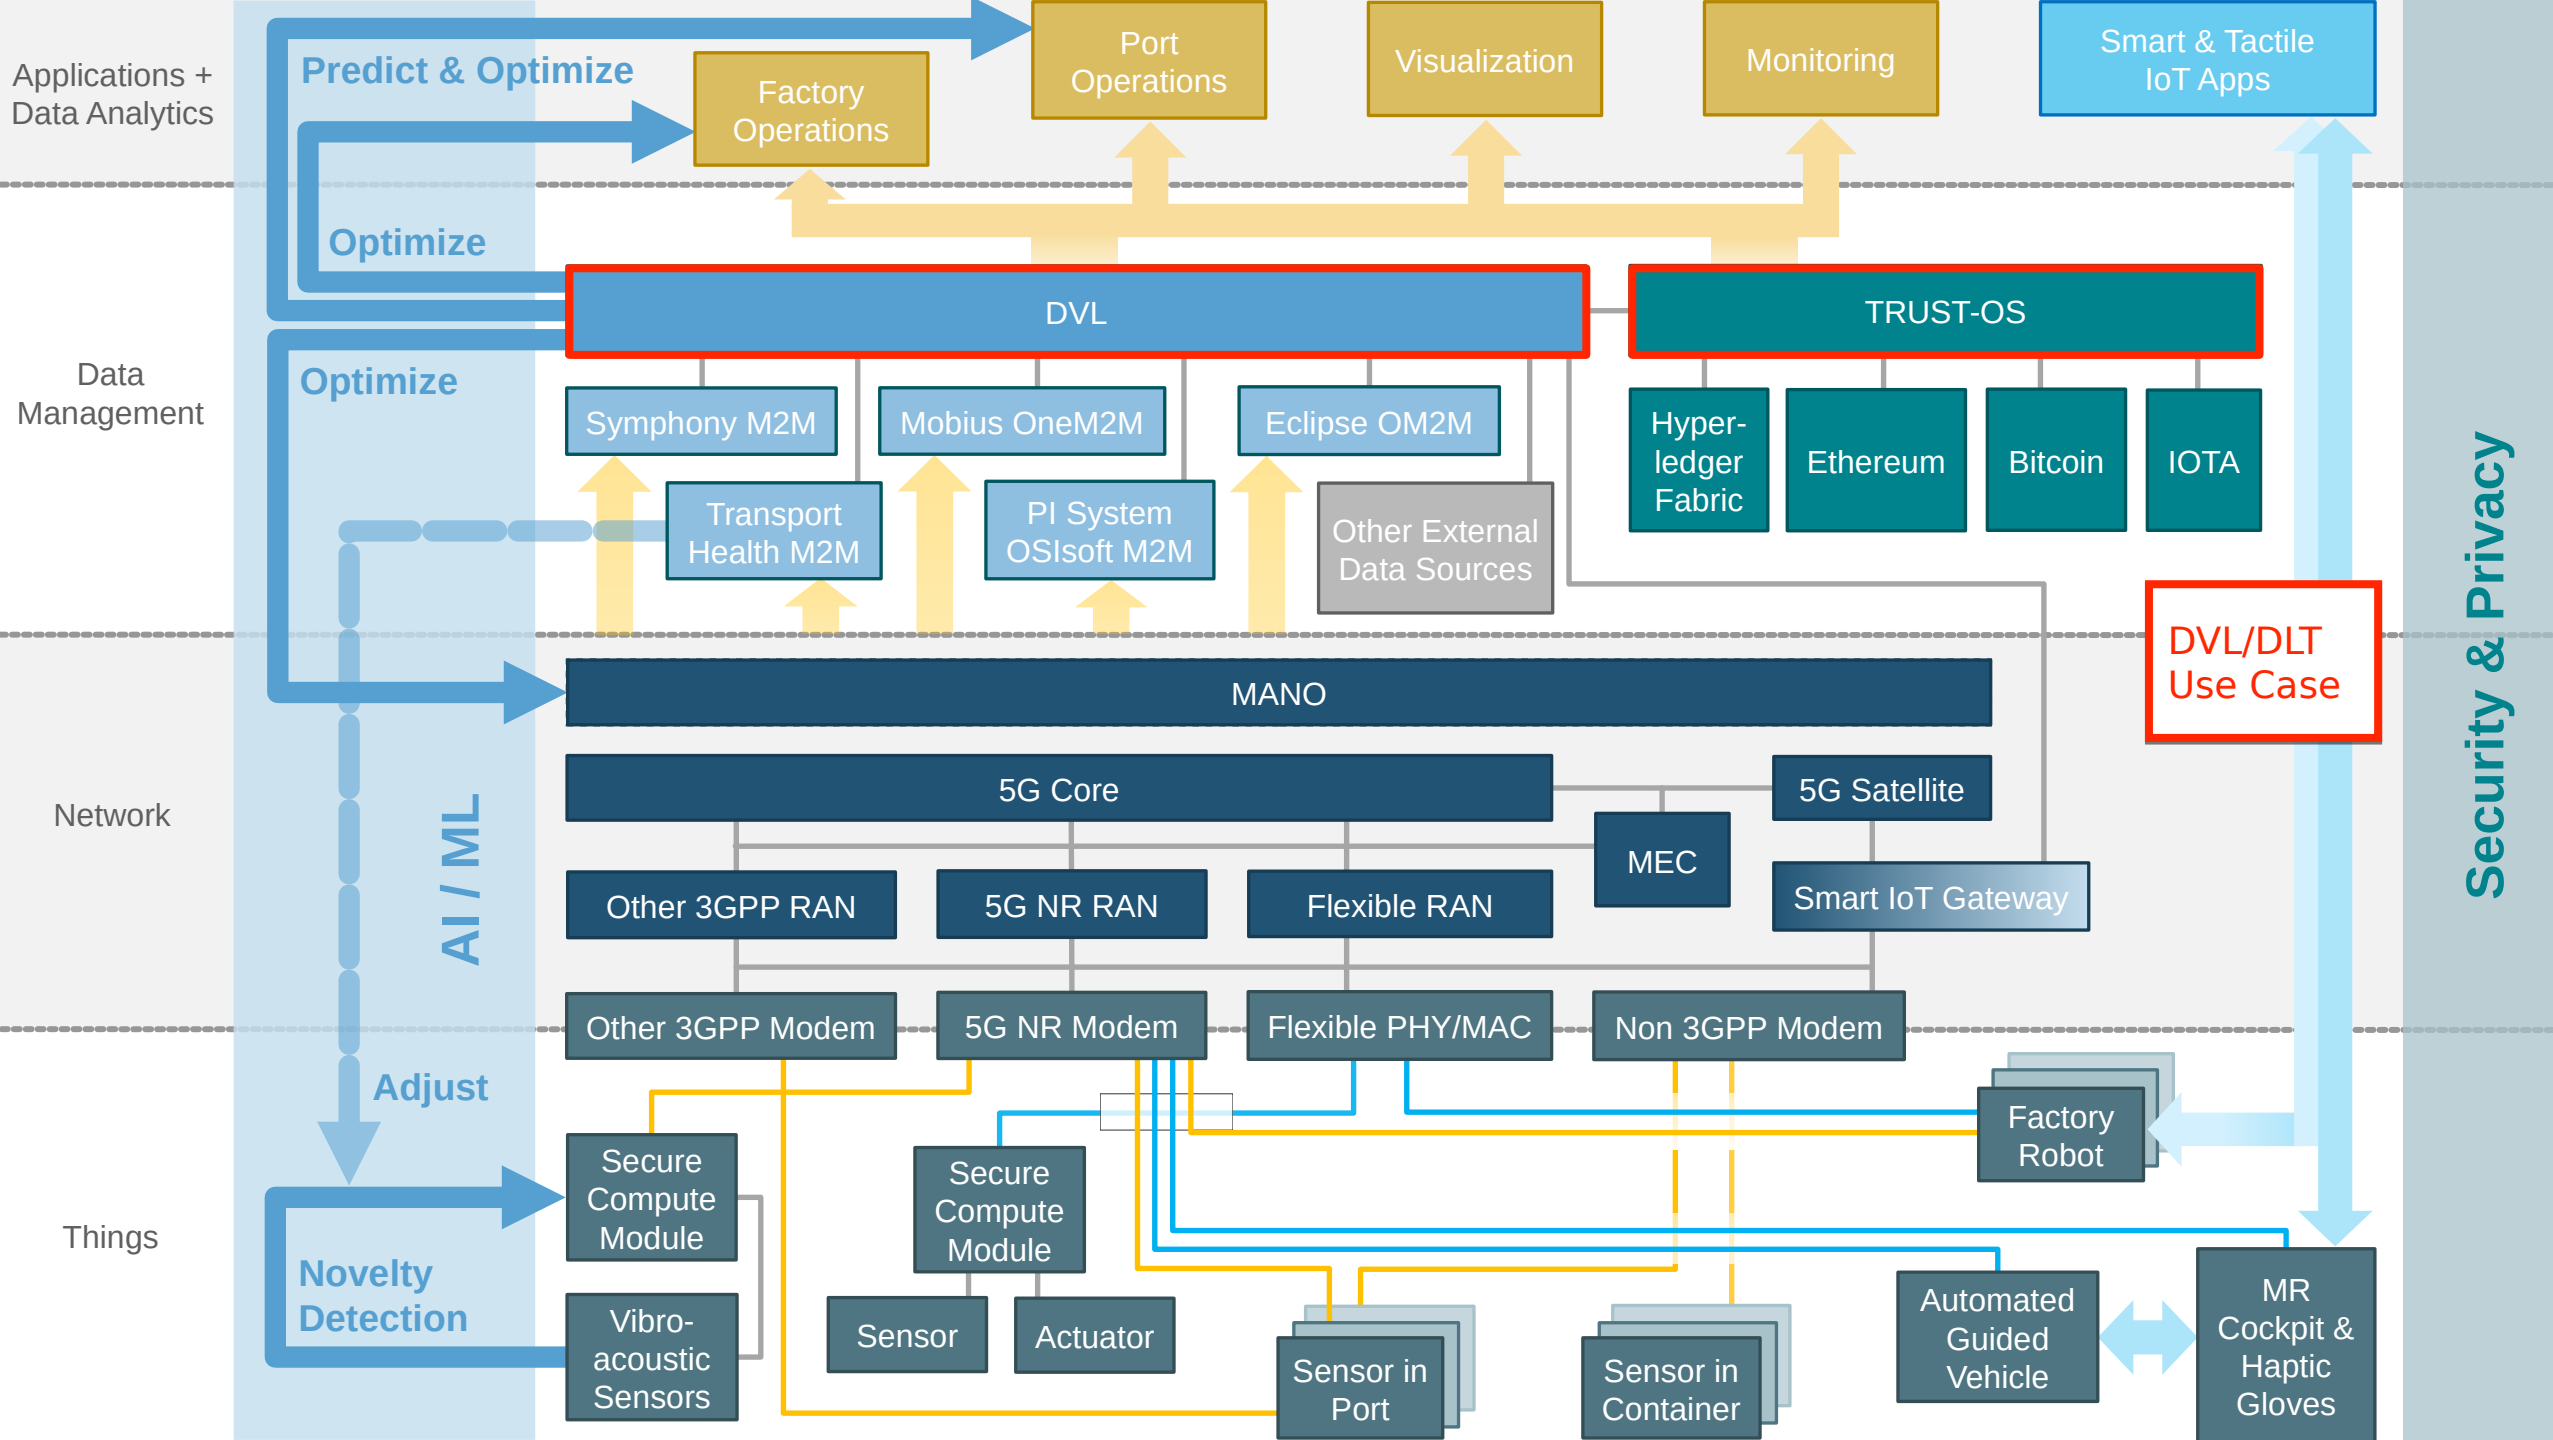 Applications +
Data Analytics
Predict & Optimize
Factory
Operations
Port
Operations
Visualization
Monitoring
Smart & Tactile
IoT Apps
Optimize
Data
Management
DVL
TRUST-OS
Optimize
Symphony M2M
Mobius OneM2M
Eclipse OM2M
Transport
Health M2M
PI System
OSIsoft M2M
Other External
Data Sources
Hyper-
ledger
Fabric
Ethereum
Bitcoin
IOTA
DVL/DLT
Use Case
Security & Privacy
Network
AI / ML
MANO
5G Core
5G Satellite
MEC
Other 3GPP RAN
5G NR RAN
Flexible RAN
Smart IoT Gateway
Other 3GPP Modem
5G NR Modem
Flexible PHY/MAC
Non 3GPP Modem
Things
Adjust
Novelty
Detection
Secure
Compute
Module
Vibro-
acoustic
Sensors
Secure
Compute
Module
Sensor
Actuator
Sensor in
Port
Sensor in
Container
Factory
Robot
Automated
Guided
Vehicle
MR
Cockpit &
Haptic
Gloves